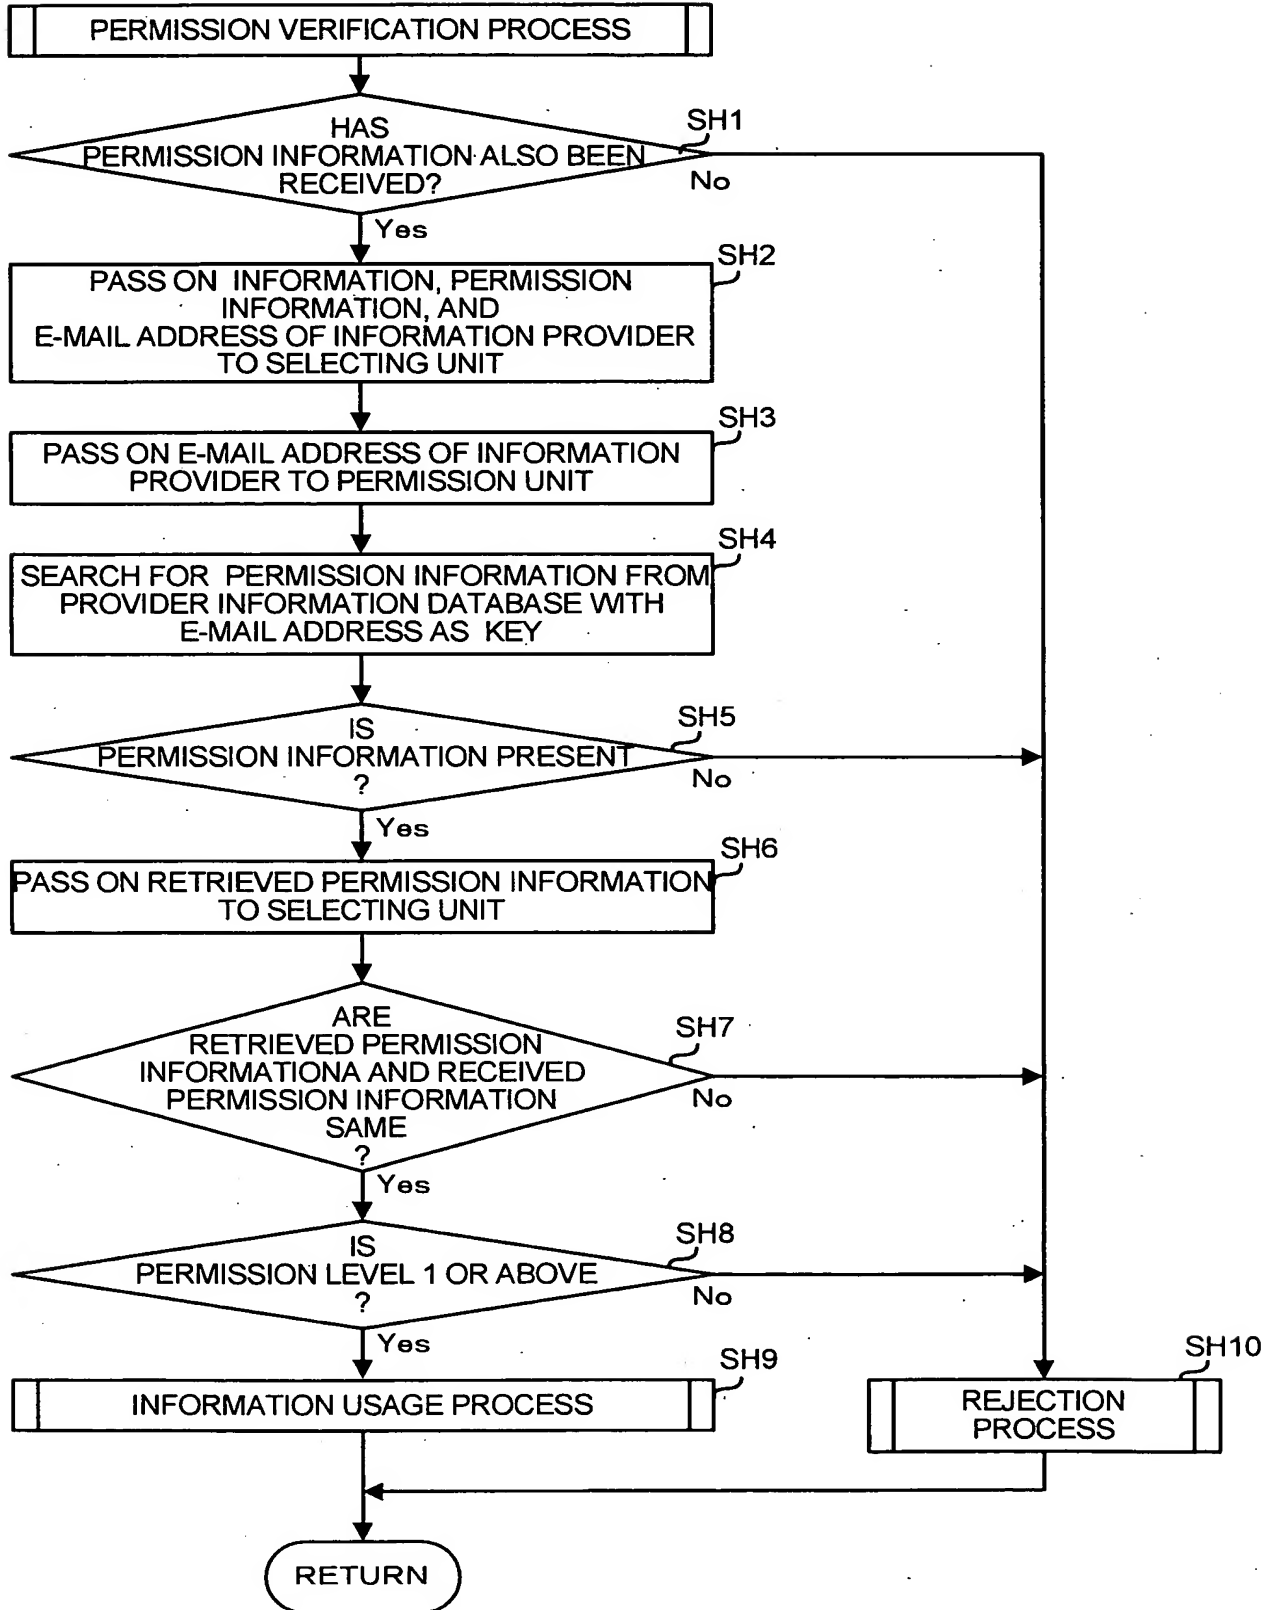 PERMISSION VERIFICATION PROCESS
HAS
PERMISSION INFORMATION ALSO BEEN
RECEIVED?
SH1
No
Yes
SH2
PASS ON INFORMATION, PERMISSION
INFORMATION, AND
E-MAIL ADDRESS OF INFORMATION PROVIDER
TO SELECTING UNIT
SH3
PASS ON E-MAIL ADDRESS OF INFORMATION
PROVIDER TO PERMISSION UNIT
SH4
SEARCH FOR PERMISSION INFORMATION FROM
PROVIDER INFORMATION DATABASE WITH
E-MAIL ADDRESS AS KEY
IS
PERMISSION INFORMATION PRESENT
?
SH5
No
Yes
SH6
PASS ON RETRIEVED PERMISSION INFORMATION
TO SELECTING UNIT
ARE
RETRIEVED PERMISSION
INFORMATIONA AND RECEIVED
PERMISSION INFORMATION
SAME
?
SH7
No
Yes
IS
PERMISSION LEVEL 1 OR ABOVE
?
SH8
No
Yes
SH9
INFORMATION USAGE PROCESS
SH10
REJECTION
PROCESS
RETURN